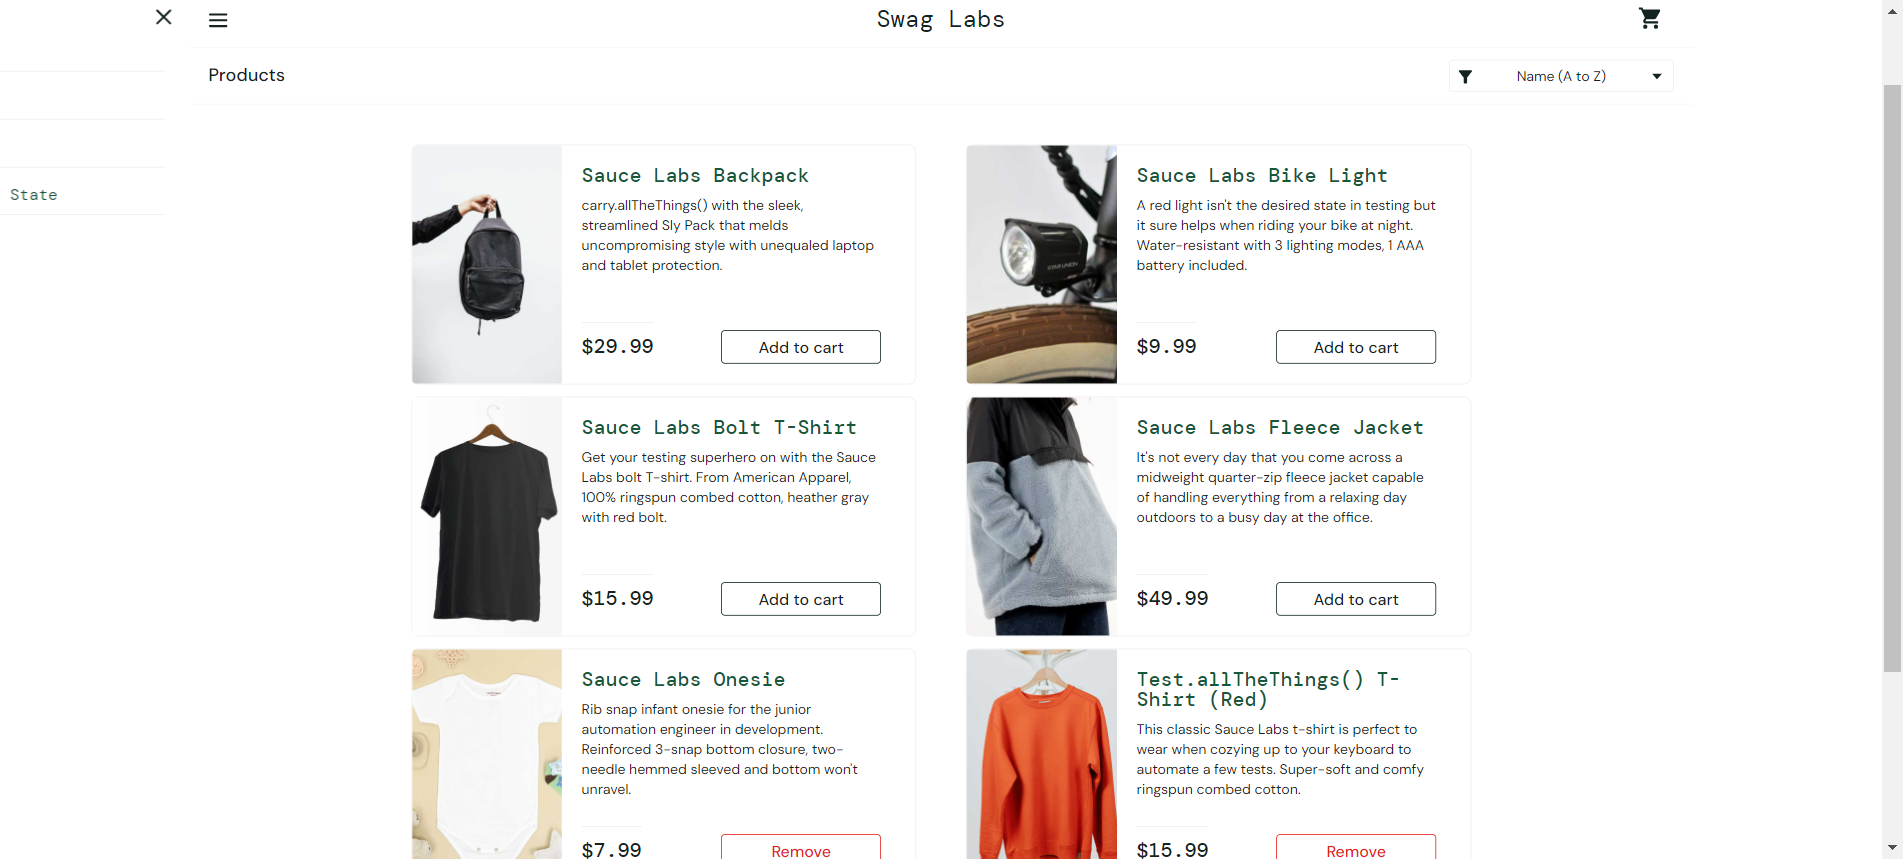 Swag Labs
Products
Name (A to Z)
State
Sauce Labs Backpack
carry.allTheThings() with the sleek,
streamlined Sly Pack that melds
uncompromising style with unequaled laptop
and tablet protection.
$29.99
Add to cart
Sauce Labs Bike Light
A red light isn't the desired state in testing but
it sure helps when riding your bike at night.
Water-resistant with 3 lighting modes, 1 AAA
battery included.
$9.99
Add to cart
STAR UNION
Sauce Labs Bolt T-Shirt
Get your testing superhero on with the Sauce
Labs bolt T-shirt. From American Apparel,
100% ringspun combed cotton, heather gray
with red bolt.
$15.99
Add to cart
Sauce Labs Fleece Jacket
It's not every day that you come across a
midweight quarter-zip fleece jacket capable
of handling everything from a relaxing day
outdoors to a busy day at the office.
$49.99
Add to cart
Sauce Labs Onesie
Rib snap infant onesie for the junior
automation engineer in development.
Reinforced 3-snap bottom closure, two-
needle hemmed sleeved and bottom won't
unravel.
$7.99
Remove
Test.allTheThings() T-
Shirt (Red)
This classic Sauce Labs t-shirt is perfect to
wear when cozying up to your keyboard to
automate a few tests. Super-soft and comfy
ringspun combed cotton.
$15.99
Remove